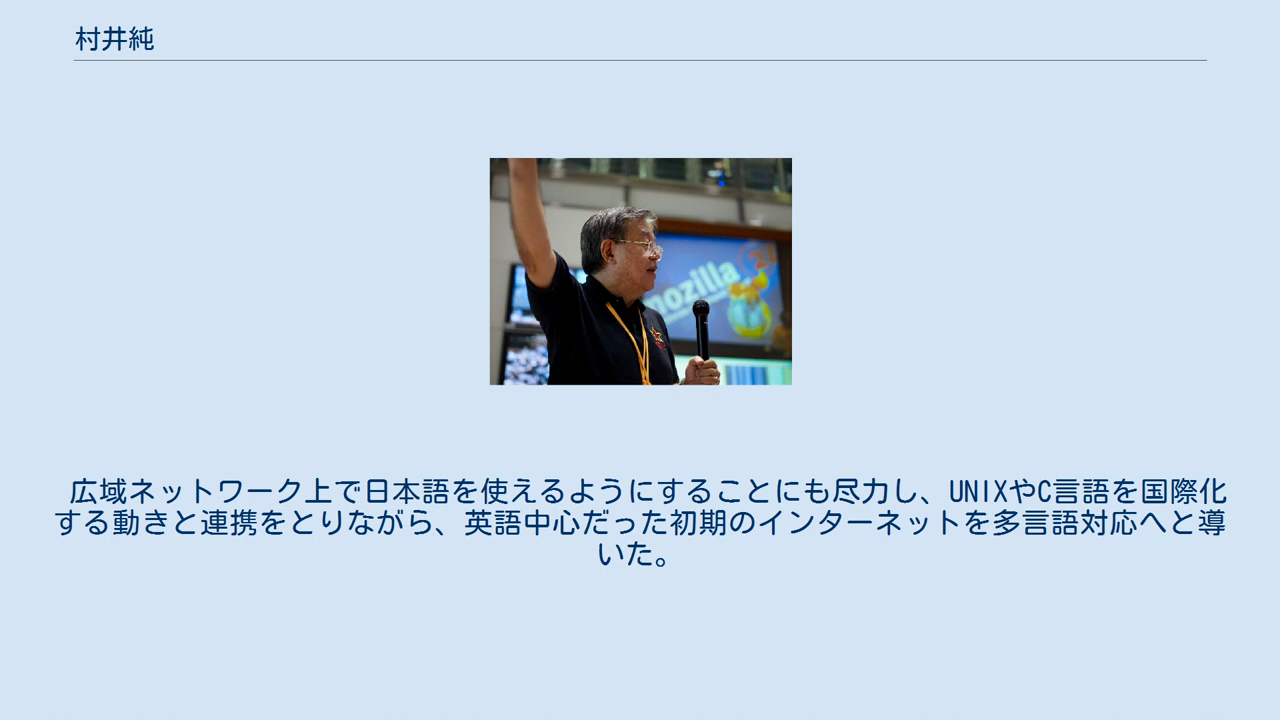 村井純
mozilla
広域ネットワーク上で日本語を使えるようにすることにも尽力し、UNIXやC言語を国際化
する動きと連携をとりながら、英語中心だった初期のインターネットを多言語対応へと導
いた。